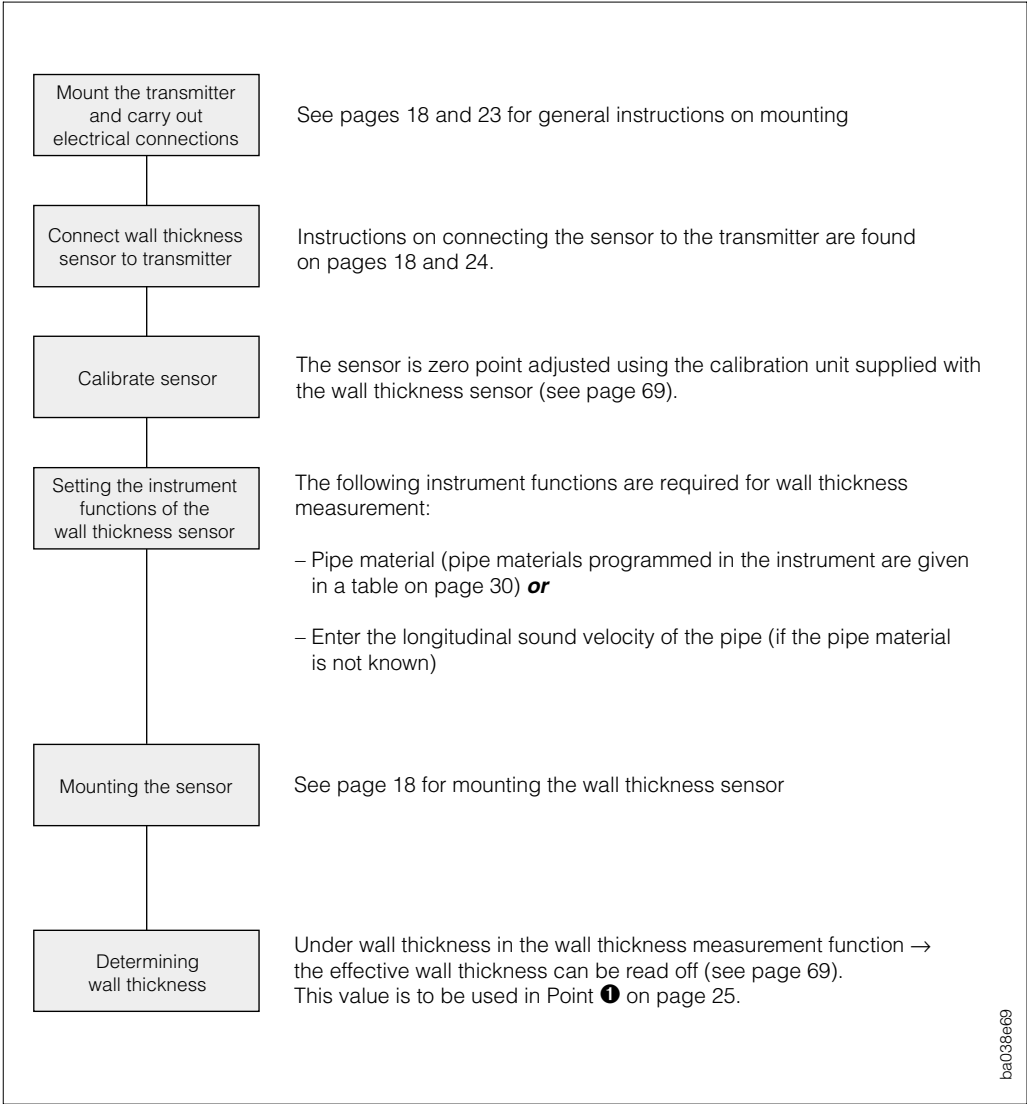 Mount the transmitter
and carry out
electrical connections
See pages 18 and 23 for general instructions on mounting
Connect wall thickness
sensor to transmitter
Instructions on connecting the sensor to the transmitter are found
on pages 18 and 24.
Calibrate sensor
The sensor is zero point adjusted using the calibration unit supplied with
the wall thickness sensor (see page 69).
Setting the instrument
functions of the
wall thickness sensor
The following instrument functions are required for wall thickness
measurement:
– Pipe material (pipe materials programmed in the instrument are given
in a table on page 30) or
– Enter the longitudinal sound velocity of the pipe (if the pipe material
is not known)
Mounting the sensor
See page 18 for mounting the wall thickness sensor
Determining
wall thickness
Under wall thickness in the wall thickness measurement function →
the effective wall thickness can be read off (see page 69).
This value is to be used in Point ❶ on page 25.
ba038e69